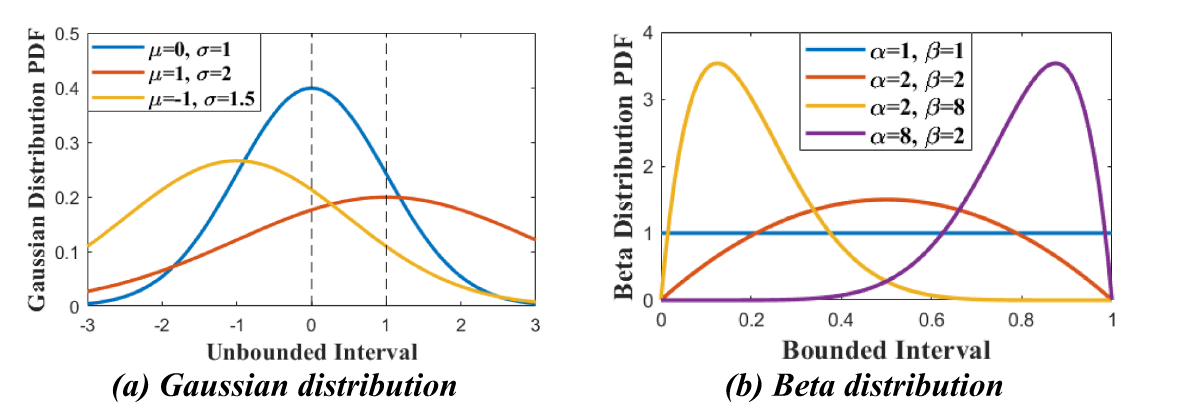 Gaussian Distribution PDF
0.5
0.4
0.3
0.2
0.1
0
μ=0, σ=1
μ=1, σ=2
μ=-1, σ=1.5
-3 -2 -1 0 1 2 3
Unbounded Interval
(a) Gaussian distribution
Beta Distribution PDF
4
3
2
1
0
α=1, β=1
α=2, β=2
α=2, β=8
α=8, β=2
0 0.2 0.4 0.6 0.8 1
Bounded Interval
(b) Beta distribution